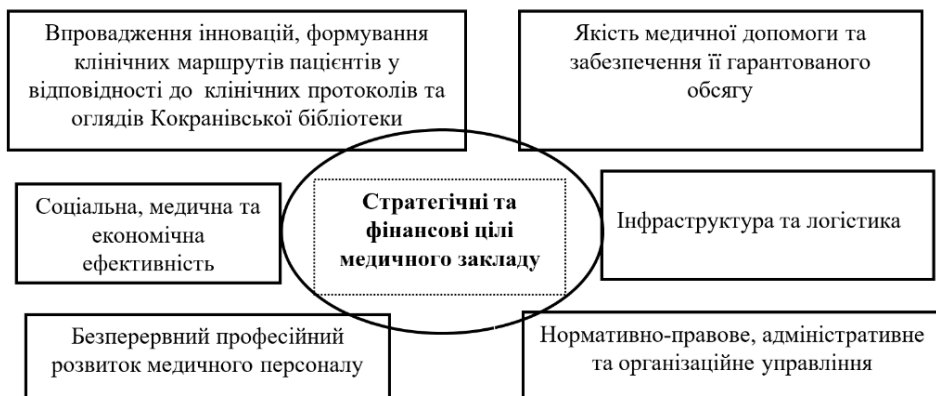 Впровадження інновацій, формування
клінічних маршрутів пацієнтів у
відповідності до клінічних протоколів та
оглядів Кокранівської бібліотеки
Якість медичної допомоги та
забезпечення її гарантованого
обсягу
Соціальна, медична та
економічна
ефективність
Стратегічні та
фінансові цілі
медичного закладу
Інфраструктура та логістика
Безперервний професійний
розвиток медичного персоналу
Нормативно-правове, адміністративне
та організаційне управління